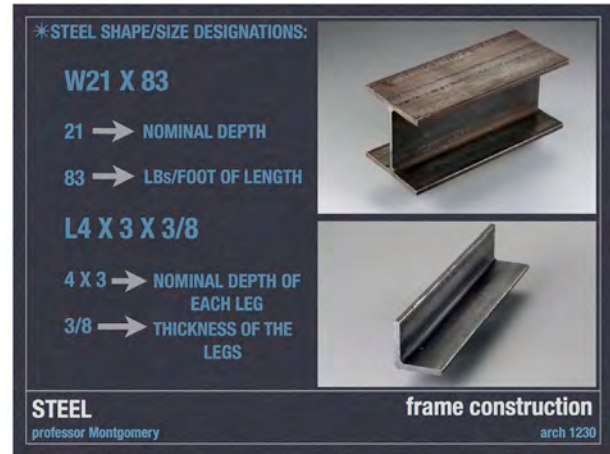 ✳STEEL SHAPE/SIZE DESIGNATIONS:
W21 X 83
21 → NOMINAL DEPTH
83 → LBs/FOOT OF LENGTH
L4 X 3 X 3/8
4 X 3 → NOMINAL DEPTH OF
EACH LEG
3/8 → THICKNESS OF THE
LEGS
STEEL
frame construction
professor Montgomery
arch 1230